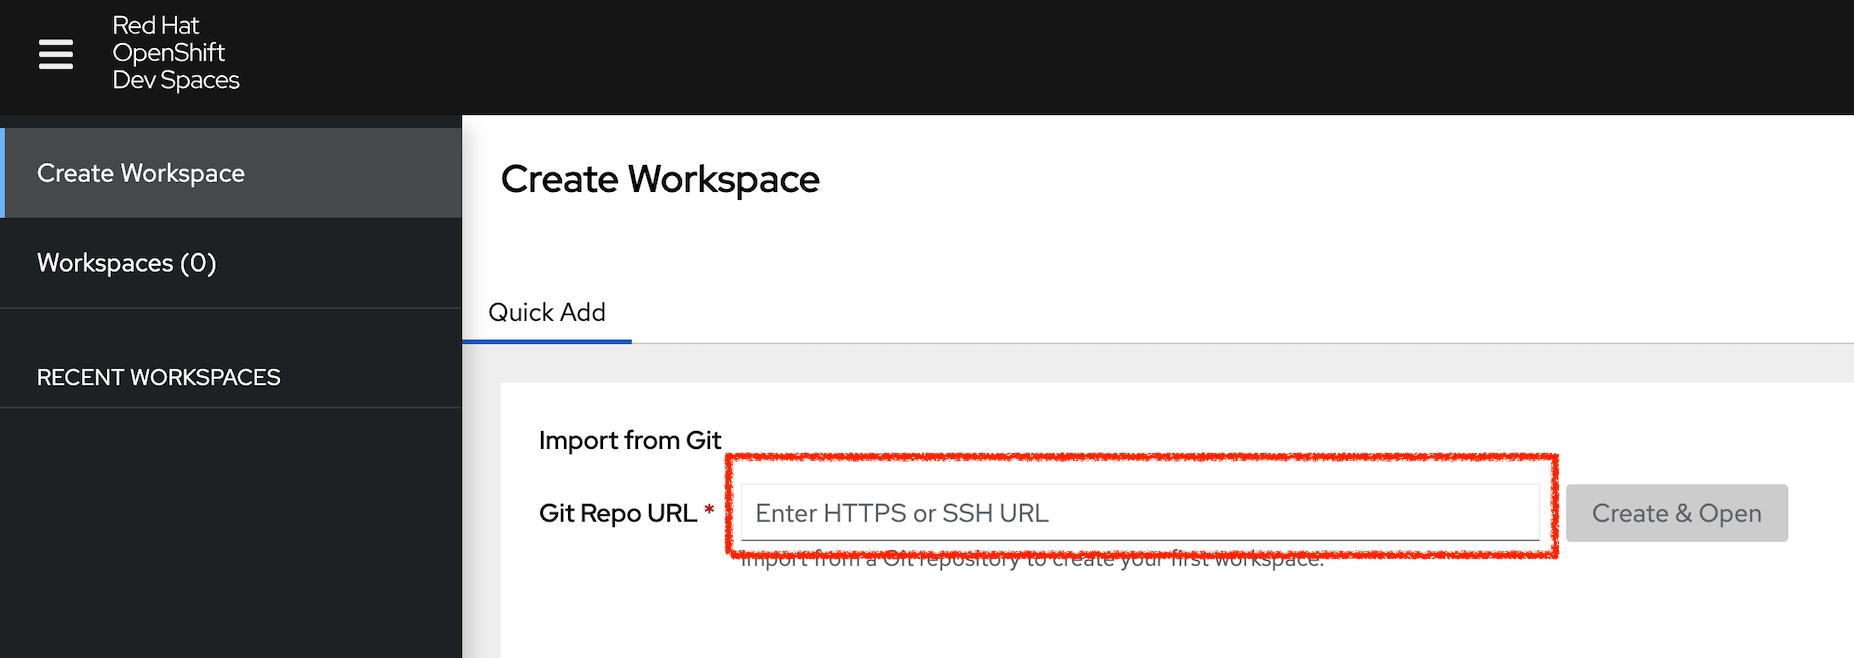 Red Hat
OpenShift
Dev Spaces
Create Workspace
Workspaces (0)
RECENT WORKSPACES
Create Workspace
Quick Add
Import from Git
Git Repo URL *
Enter HTTPS or SSH URL
Create & Open
Import from a Git repository to create your first workspace.